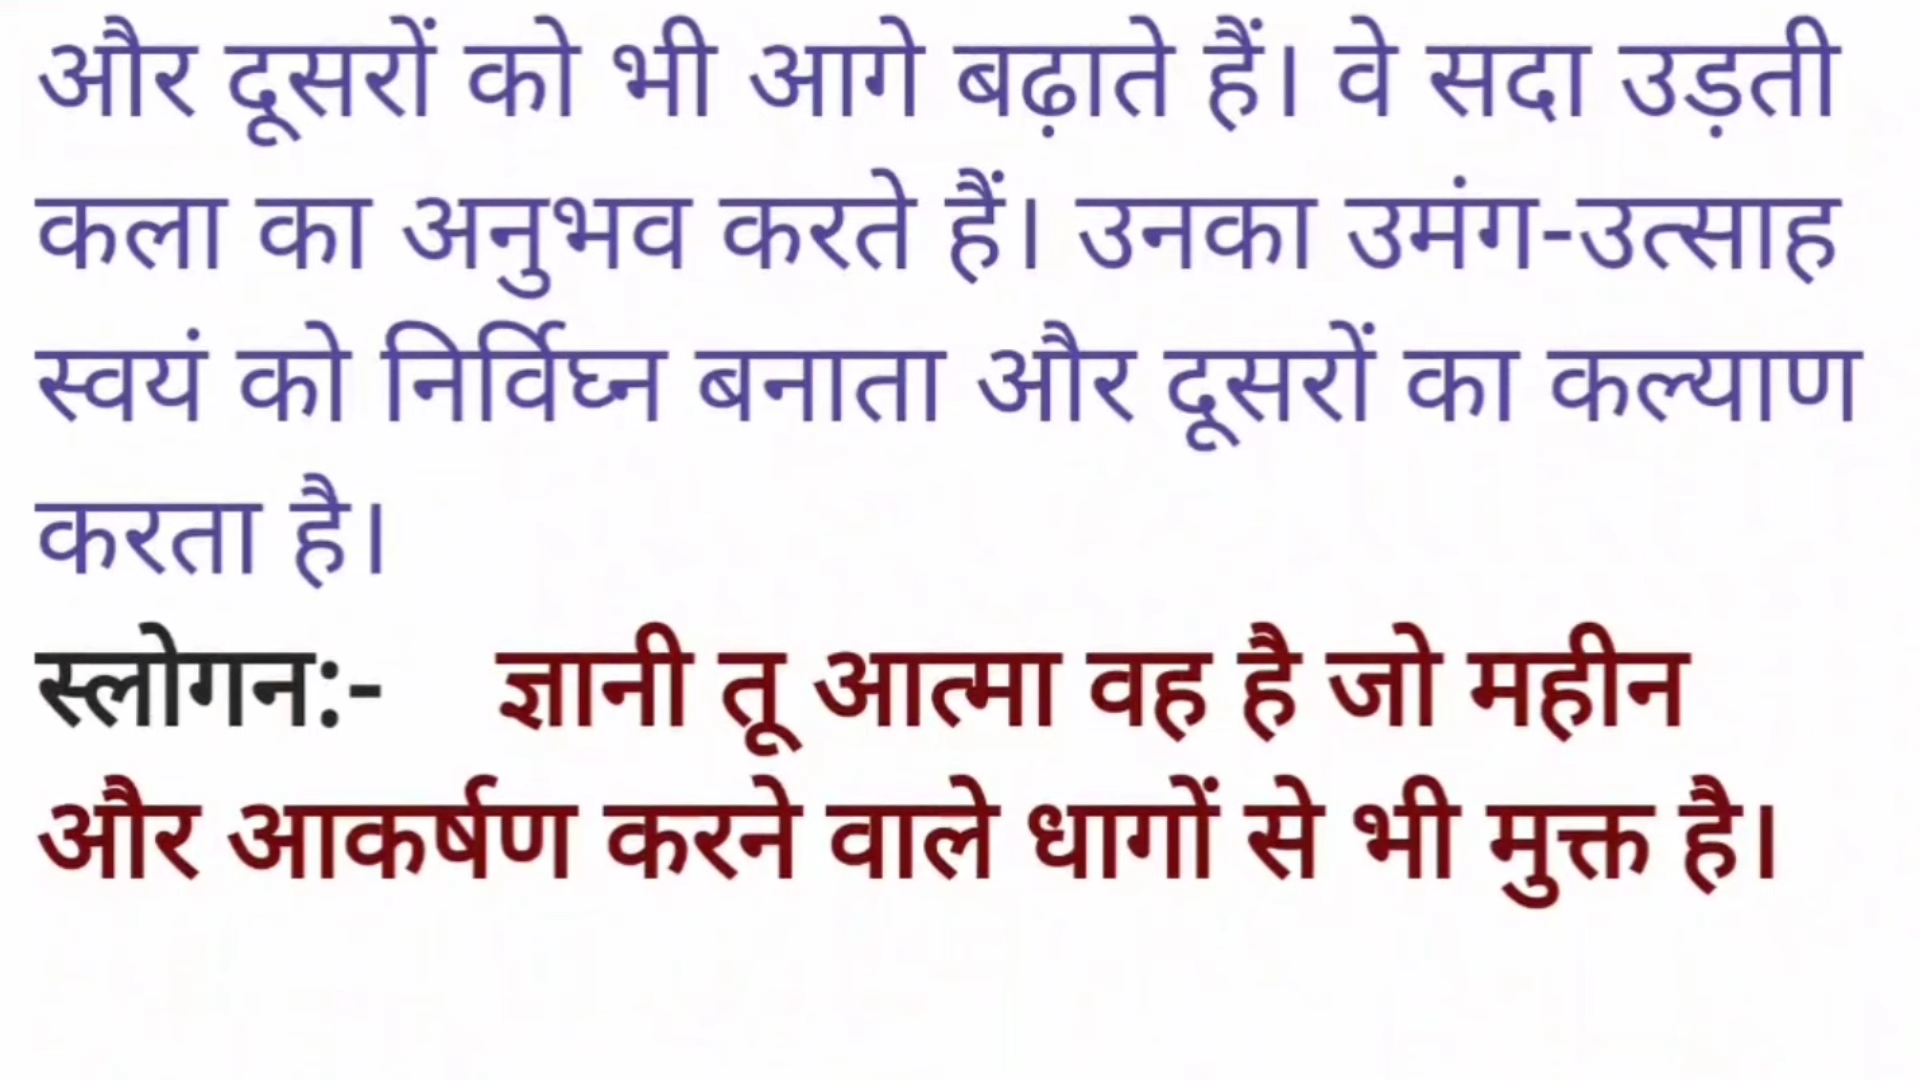 और दूसरों को भी आगे बढ़ाते हैं। वे सदा उड़ती
कला का अनुभव करते हैं। उनका उमंग-उत्साह
स्वयं को निर्विघ्न बनाता और दूसरों का कल्याण
करता है।
स्लोगन:- ज्ञानी तू आत्मा वह है जो महीन
और आकर्षण करने वाले धागों से भी मुक्त है।